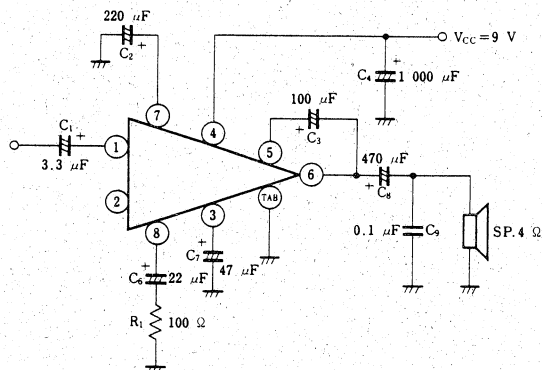 220 µF
C₂ +
V_CC=9 V
C₄ +
1 000 µF
100 µF
+ C₃
C₁ +
3.3 µF
1
2
7
4
5
6
TAB
3
8
470 µF
+ C₈
0.1 µF C₉
SP.4 Ω
+
C₇
47 µF
+
C₆ 22 µF
R₁ 100 Ω